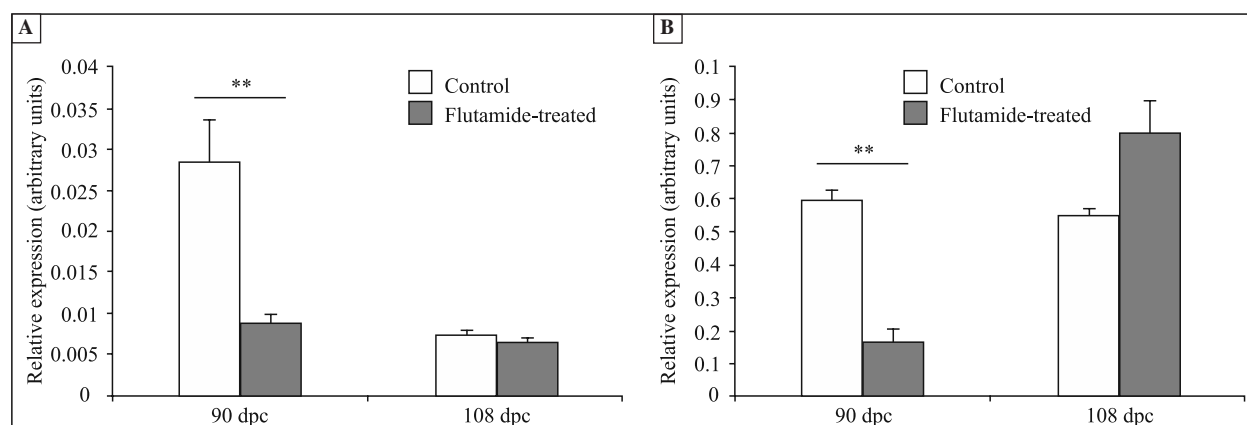 A
Relative expression (arbitrary units)
0.04
0.035
0.03
0.025
0.02
0.015
0.01
0.005
0
**
Control
Flutamide-treated
90 dpc
108 dpc
B
Relative expression (arbitrary units)
0.1
0.9
0.8
0.7
0.6
0.5
0.4
0.3
0.2
0.1
0
**
Control
Flutamide-treated
90 dpc
108 dpc